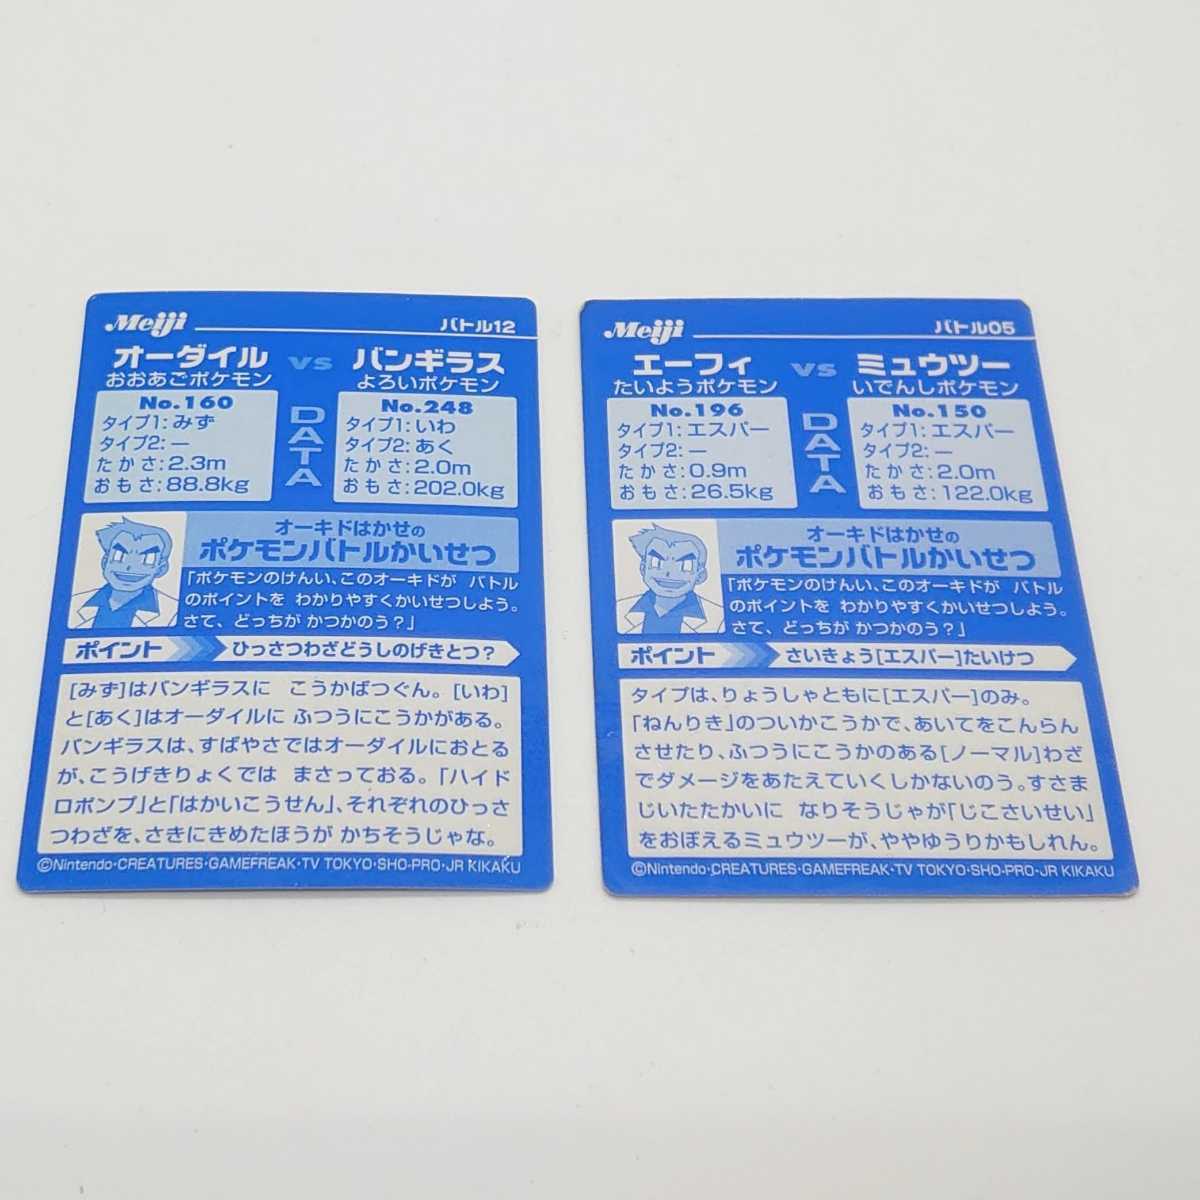 Meiji
バトル12
オーダイル vs バンギラス
おおあごポケモン よろいポケモン
DATA
No.160
タイプ1:みず
タイプ2:ー
たかさ:2.3m
おもさ:88.8kg
No.248
タイプ1:いわ
タイプ2:あく
たかさ:2.0m
おもさ:202.0kg
オーキドはかせの
ポケモンバトルかいせつ
「ポケモンのけんい、このオーキドが バトル
のポイントを わかりやすくかいせつしよう。
さて、どっちが かつかのう？」
ポイント ひっさつわざどうしのげきとつ？
[みず]はバンギラスに こうかばつぐん。[いわ]
と[あく]はオーダイルに ふつうにこうかがある。
バンギラスは、すばやさではオーダイルにおとる
が、こうげきりょくでは まさっておる。「ハイド
ロポンプ」と「はかいこうせん」、それぞれのひっさ
つわざを、さきにきめたほうが かちそうじゃな。
©Nintendo・CREATURES・GAMEFREAK・TV TOKYO・SHO-PRO・JR KIKAKU
Meiji
バトル05
エーフィ vs ミュウツー
たいようポケモン いでんしポケモン
DATA
No.196
タイプ1:エスパー
タイプ2:ー
たかさ:0.9m
おもさ:26.5kg
No.150
タイプ1:エスパー
タイプ2:ー
たかさ:2.0m
おもさ:122.0kg
オーキドはかせの
ポケモンバトルかいせつ
「ポケモンのけんい、このオーキドが バトル
のポイントを わかりやすくかいせつしよう。
さて、どっちが かつかのう？」
ポイント さいきょう[エスパー]たいけつ
タイプは、りょうしゃともに[エスパー]のみ。
「ねんりき」のついかこうかで、あいてをこんらん
させたり、ふつうにこうかのある[ノーマル]わざ
でダメージをあたえていくしかないのう。すさま
じいたたかいに なりそうじゃが「じこさいせい」
をおぼえるミュウツーが、ややゆうりかもしれん。
©Nintendo・CREATURES・GAMEFREAK・TV TOKYO・SHO-PRO・JR KIKAKU